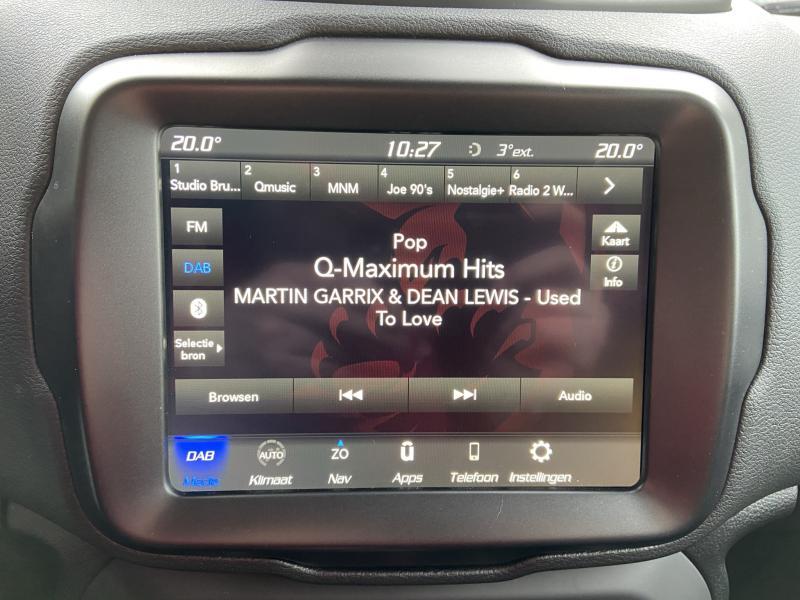 20.0° 10:27 3°ext. 20.0°
1 Studio Bru...
2 Qmusic
3 MNM
4 Joe 90's
5 Nostalgie+
6 Radio 2 W...
FM
DAB
Selectie
bron
Kaart
Info
Pop
Q-Maximum Hits
MARTIN GARRIX & DEAN LEWIS - Used
To Love
Browsen
Audio
DAB
Media
AUTO
Klimaat
ZO
Nav
ū
Apps
Telefoon
Instellingen